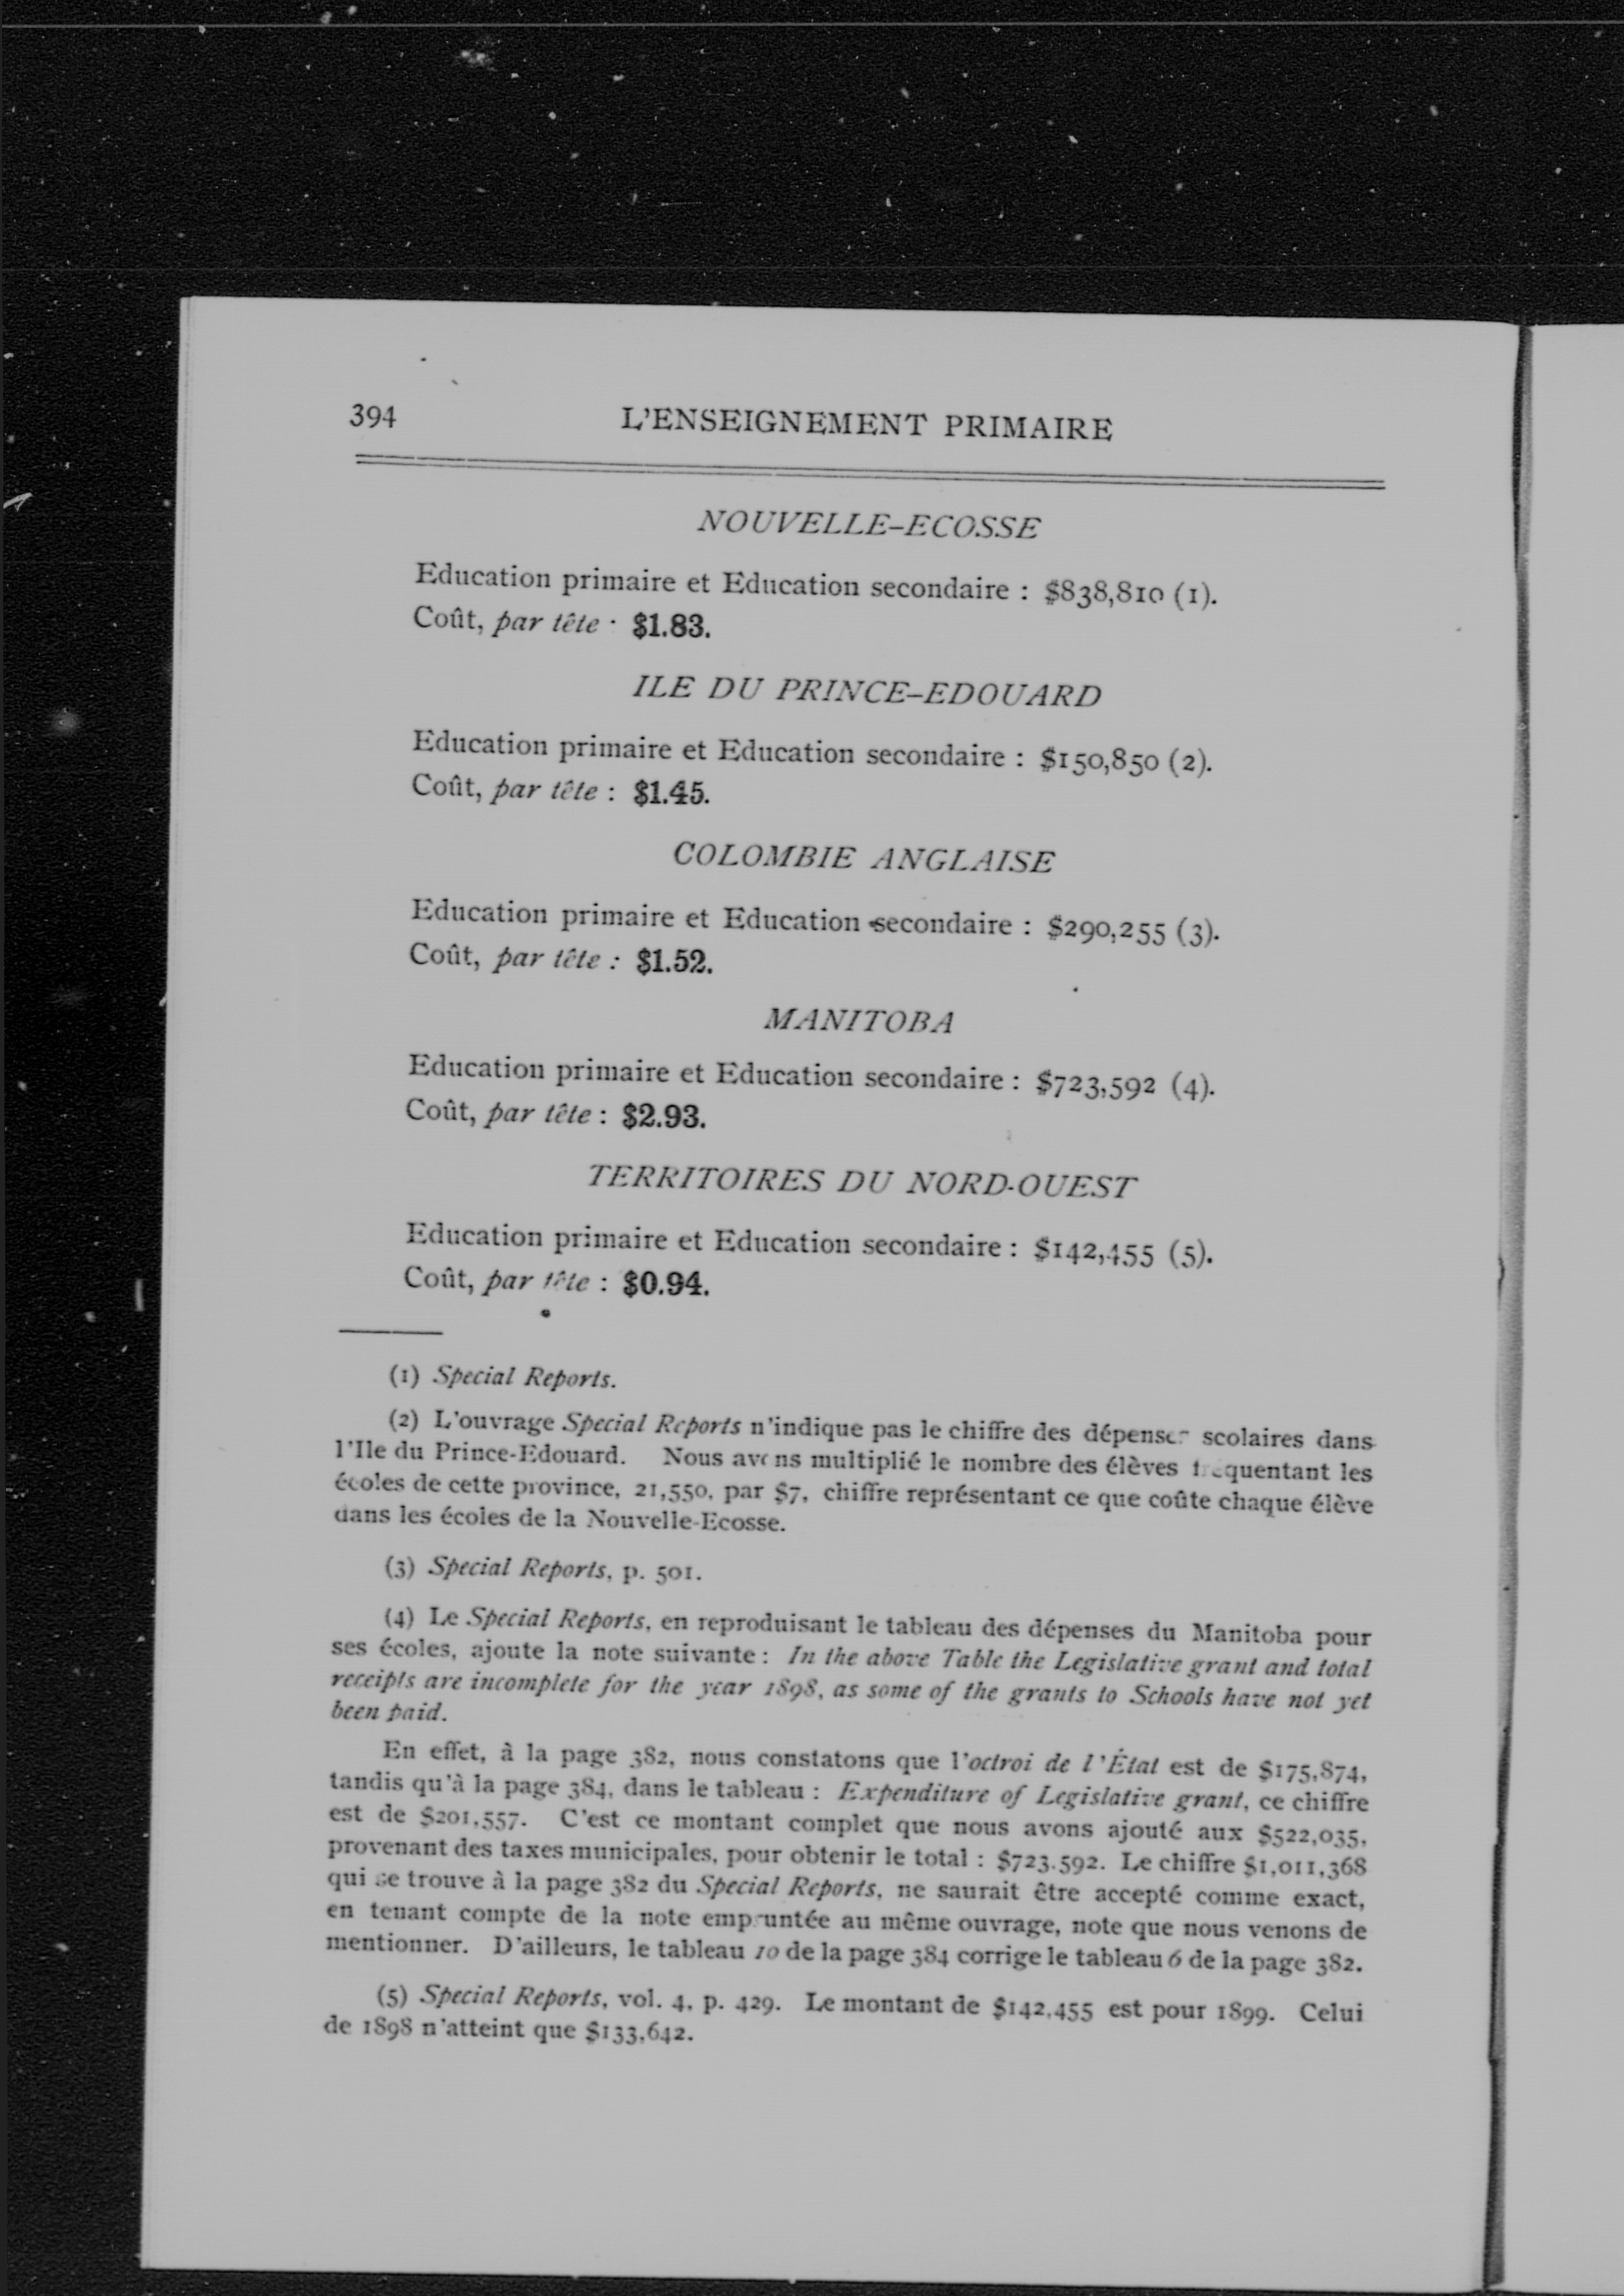 394 L'ENSEIGNEMENT PRIMAIRE
NOUVELLE-ECOSSE
Education primaire et Education secondaire : $838,810 (1).
Coût, par tête : $1.83.
ILE DU PRINCE-EDOUARD
Education primaire et Education secondaire : $150,850 (2).
Coût, par tête : $1.45.
COLOMBIE ANGLAISE
Education primaire et Education secondaire : $290,255 (3).
Coût, par tête : $1.52.
MANITOBA
Education primaire et Education secondaire : $723,592 (4).
Coût, par tête : $2.93.
TERRITOIRES DU NORD-OUEST
Education primaire et Education secondaire : $142,455 (5).
Coût, par tête : $0.94.
(1) Special Reports.
(2) L'ouvrage Special Reports n'indique pas le chiffre des dépenses scolaires dans
l'Ile du Prince-Edouard. Nous avons multiplié le nombre des élèves fréquentant les
écoles de cette province, 21,550, par $7, chiffre représentant ce que coûte chaque élève
dans les écoles de la Nouvelle-Ecosse.
(3) Special Reports, p. 501.
(4) Le Special Reports, en reproduisant le tableau des dépenses du Manitoba pour
ses écoles, ajoute la note suivante : In the above Table the Legislative grant and total
receipts are incomplete for the year 1898, as some of the grants to Schools have not yet
been paid.
En effet, à la page 382, nous constatons que l'octroi de l'État est de $175,874,
tandis qu'à la page 384, dans le tableau : Expenditure of Legislative grant, ce chiffre
est de $201,557. C'est ce montant complet que nous avons ajouté aux $522,035,
provenant des taxes municipales, pour obtenir le total : $723.592. Le chiffre $1,011,368
qui se trouve à la page 382 du Special Reports, ne saurait être accepté comme exact,
en tenant compte de la note empruntée au même ouvrage, note que nous venons de
mentionner. D'ailleurs, le tableau 10 de la page 384 corrige le tableau 6 de la page 382.
(5) Special Reports, vol. 4, p. 429. Le montant de $142,455 est pour 1899. Celui
de 1898 n'atteint que $133,642.